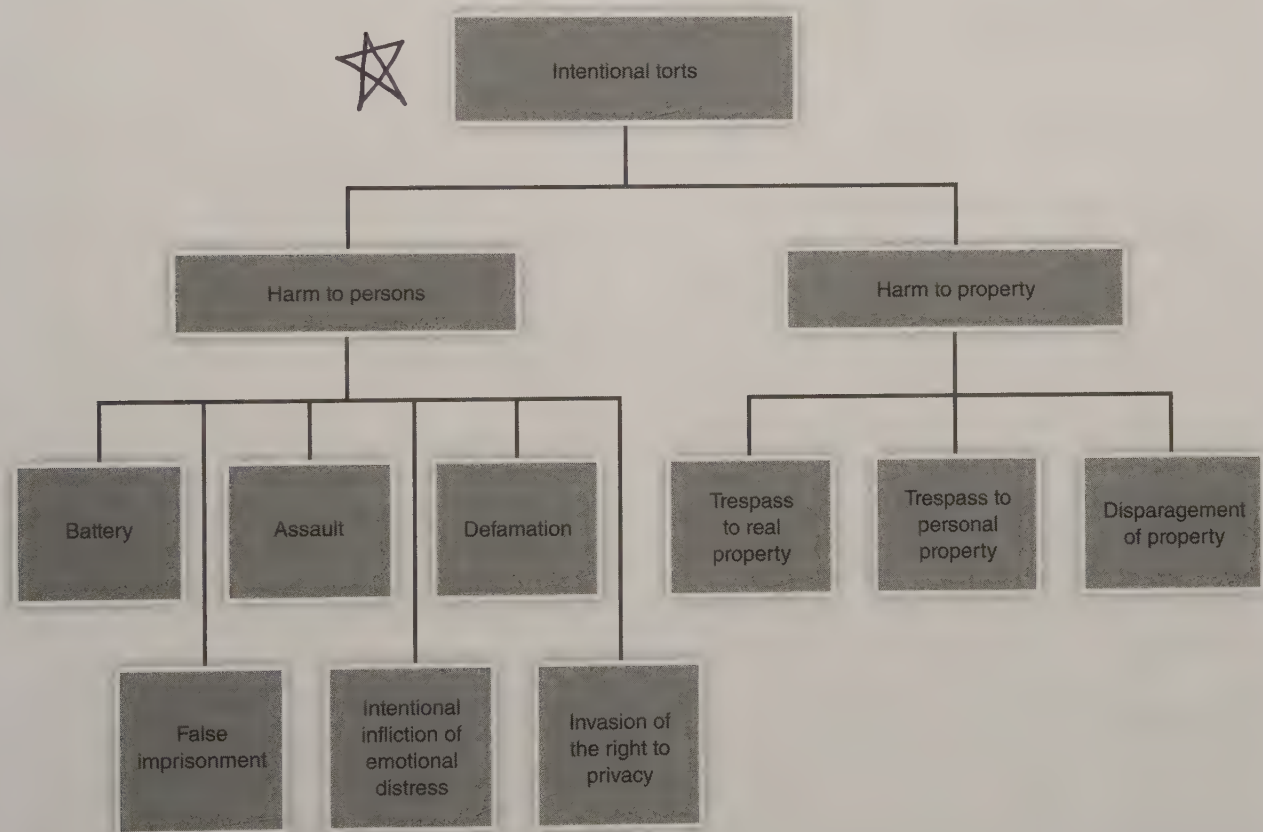 Intentional torts
Harm to persons
Harm to property
Battery
Assault
Defamation
Trespass
to real
property
Trespass to
personal
property
Disparagement
of property
False
imprisonment
Intentional
infliction of
emotional
distress
Invasion of
the right to
privacy